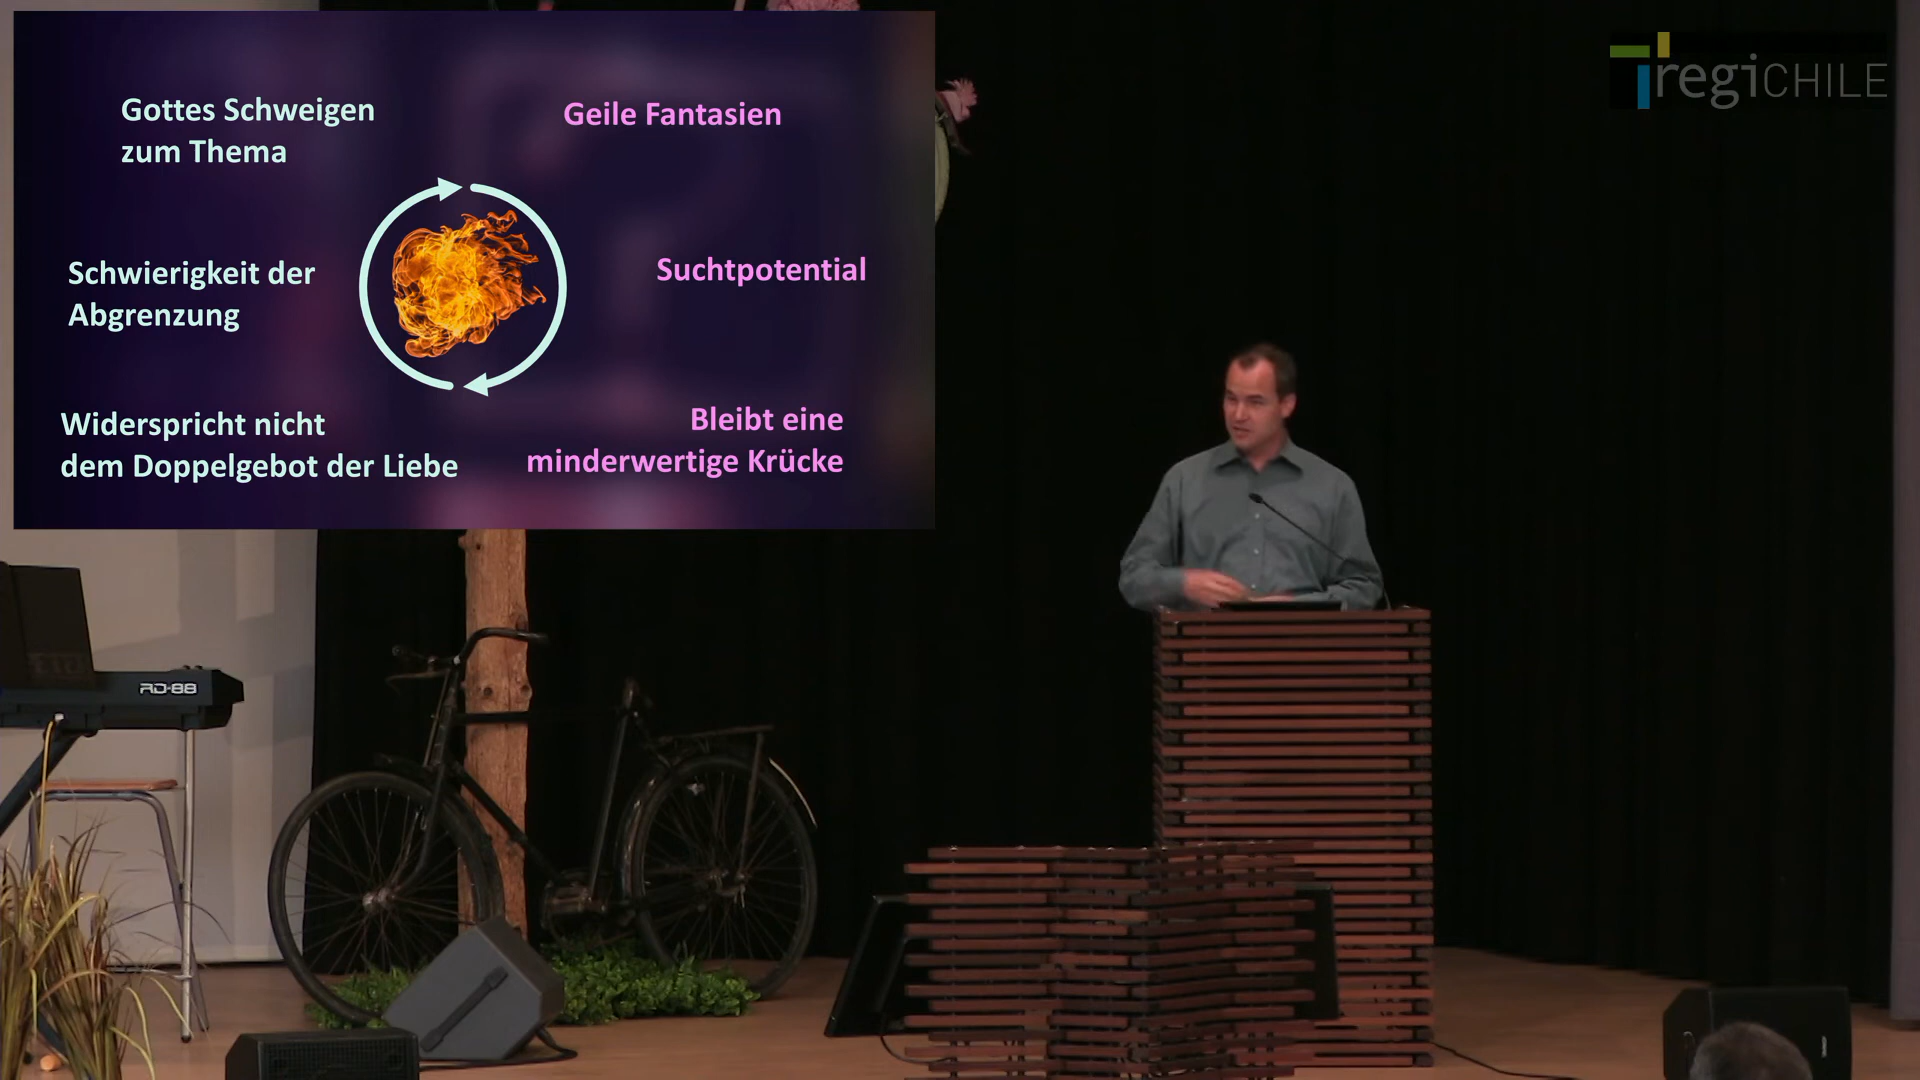 Gottes Schweigen
zum Thema
Geile Fantasien
Schwierigkeit der
Abgrenzung
Suchtpotential
Widerspricht nicht
dem Doppelgebot der Liebe
Bleibt eine
minderwertige Krücke
regiCHILE
RD-88